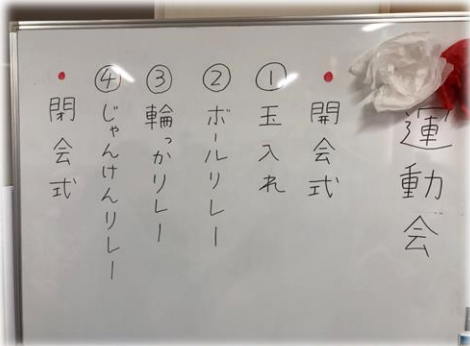 運動会
●開会式
①玉入れ
②ボールリレー
③輪っかリレー
④じゃんけんリレー
●閉会式